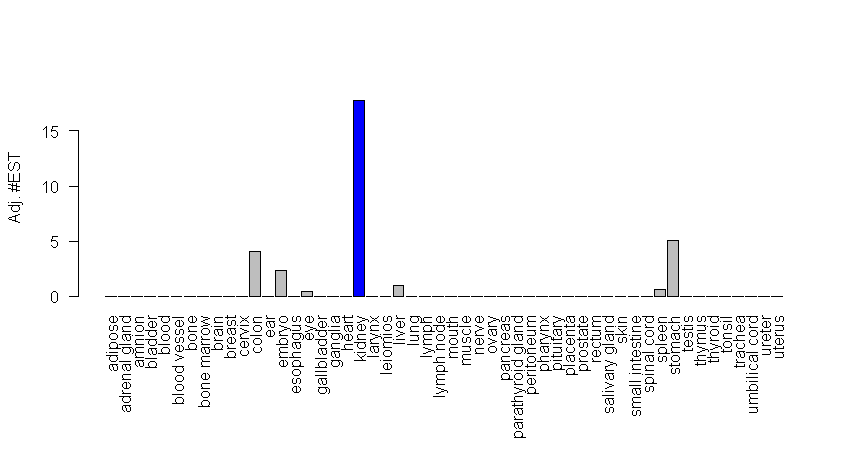 Adj. #EST
15
10
5
0
adipose
adrenal gland
amnion
bladder
blood
blood vessel
bone
bone marrow
brain
breast
cervix
colon
ear
embryo
esophagus
eye
gallbladder
ganglia
heart
kidney
larynx
leiomios
liver
lung
lymph
lymph node
mouth
muscle
nerve
ovary
pancreas
parathyroid gland
peritoneum
pharynx
pituitary
placenta
prostate
rectum
salivary gland
skin
small intestine
spinal cord
spleen
stomach
testis
thymus
thyroid
tonsil
trachea
umbilical cord
ureter
uterus